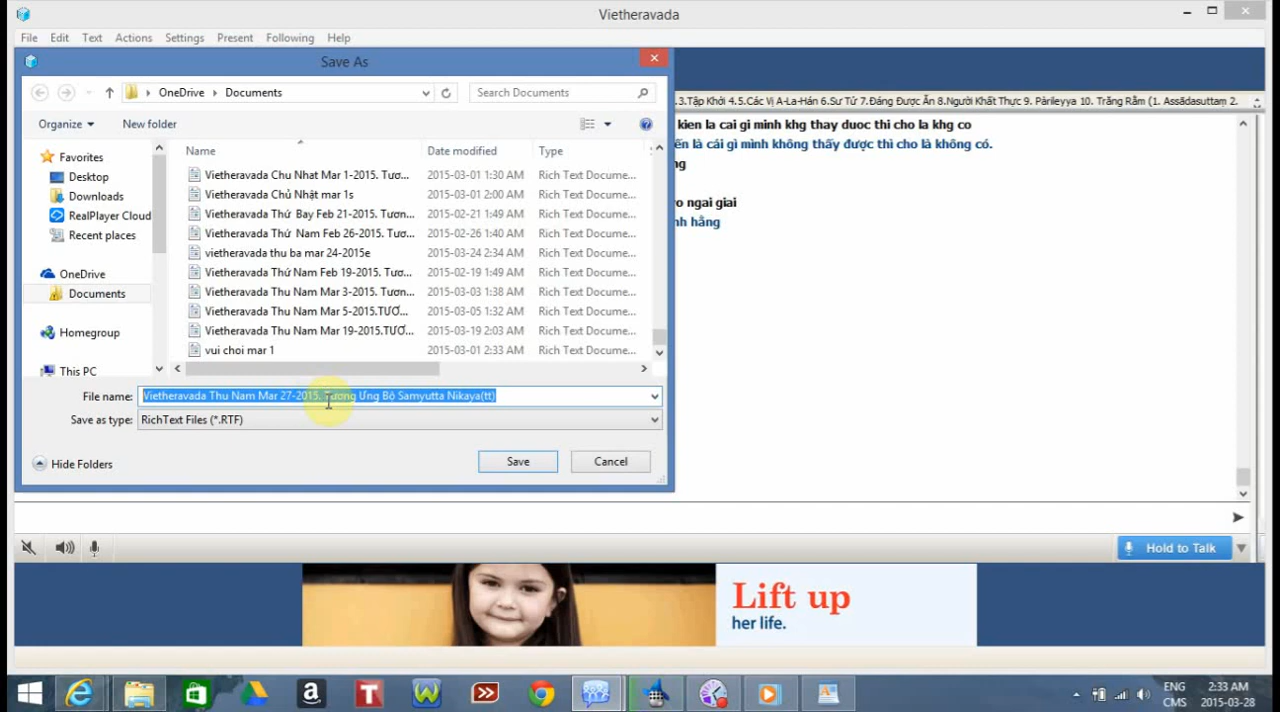 Vietheravada
File Edit Text Actions Settings Present Following Help
Save As
OneDrive Documents
Search Documents
3.Tập Khởi 4.5.Các Vị A-La-Hán 6.Sư Tử 7.Đáng Được Ăn 8.Người Khất Thực 9. Pàrileyya 10. Trăng Rằm (1. Assādasuttaṃ 2.
Organize New folder
kien la cai gi minh khg thay duoc thi cho la khg co
ến là cái gì mình không thấy được thì cho là không có.
ng
o ngai giai
nh hằng
Favorites
Desktop
Downloads
RealPlayer Cloud
Recent places
OneDrive
Documents
Homegroup
This PC
Name Date modified Type
Vietheravada Chu Nhat Mar 1-2015. Tươ... 2015-03-01 1:30 AM Rich Text Docume...
Vietheravada Chủ Nhật mar 1s 2015-03-01 2:00 AM Rich Text Docume...
Vietheravada Thứ Bay Feb 21-2015. Tươn... 2015-02-21 1:49 AM Rich Text Docume...
Vietheravada Thứ Nam Feb 26-2015. Tư... 2015-02-26 1:40 AM Rich Text Docume...
vietheravada thu ba mar 24-2015e 2015-03-24 2:34 AM Rich Text Docume...
Vietheravada Thứ Nam Feb 19-2015. Tươ... 2015-02-19 1:49 AM Rich Text Docume...
Vietheravada Thu Nam Mar 3-2015. Tươn... 2015-03-03 1:38 AM Rich Text Docume...
Vietheravada Thu Nam Mar 5-2015.TƯƠ... 2015-03-05 1:32 AM Rich Text Docume...
Vietheravada Thu Nam Mar 19-2015.TƯƠ... 2015-03-19 2:03 AM Rich Text Docume...
vui choi mar 1 2015-03-01 2:33 AM Rich Text Docume...
File name: Vietheravada Thu Nam Mar 27-2015. Tương Ưng Bộ Samyutta Nikaya(tt)
Save as type: RichText Files (*.RTF)
Hide Folders
Save Cancel
Hold to Talk
Lift up
her life.
ENG 2:33 AM
CMS 2015-03-28